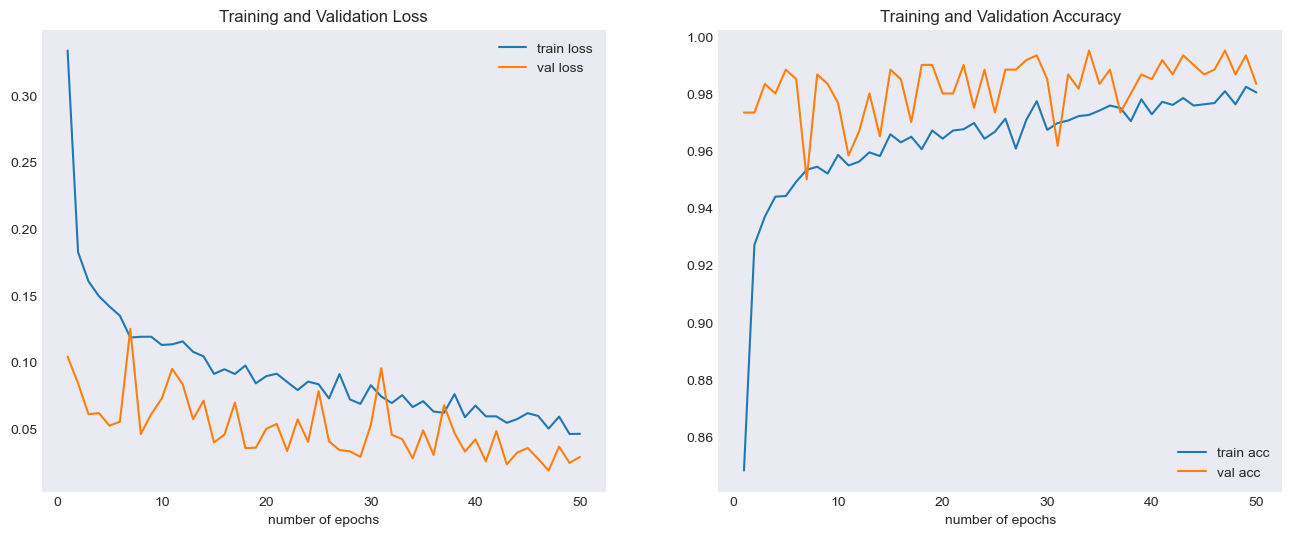 Training and Validation Loss
train loss
val loss
0.30
0.25
0.20
0.15
0.10
0.05
0 10 20 30 40 50
number of epochs
Training and Validation Accuracy
1.00
0.98
0.96
0.94
0.92
0.90
0.88
0.86
train acc
val acc
0 10 20 30 40 50
number of epochs